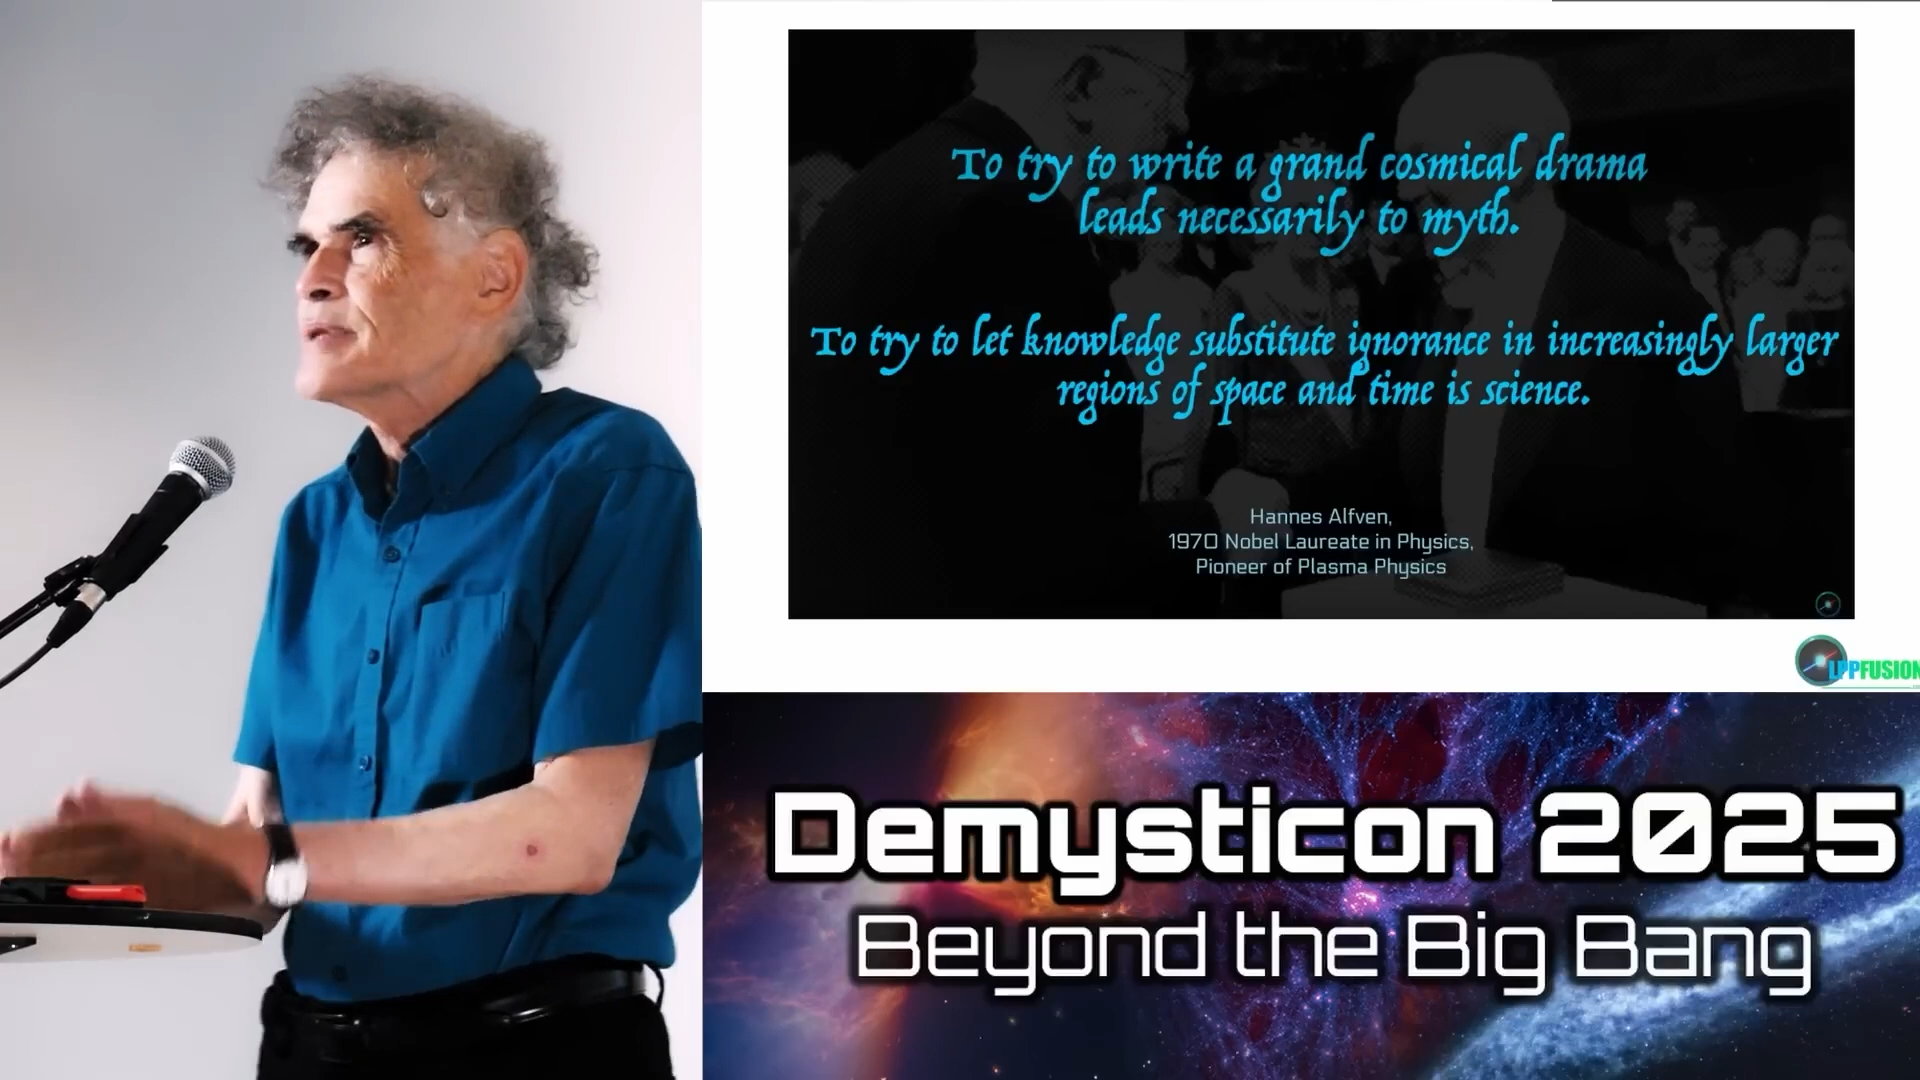 To try to write a grand cosmical drama
leads necessarily to myth.
To try to let knowledge substitute ignorance in increasingly larger
regions of space and time is science.
Hannes Alfven,
1970 Nobel Laureate in Physics,
Pioneer of Plasma Physics
LPPFUSION
Demysticon 2025
Beyond the Big Bang